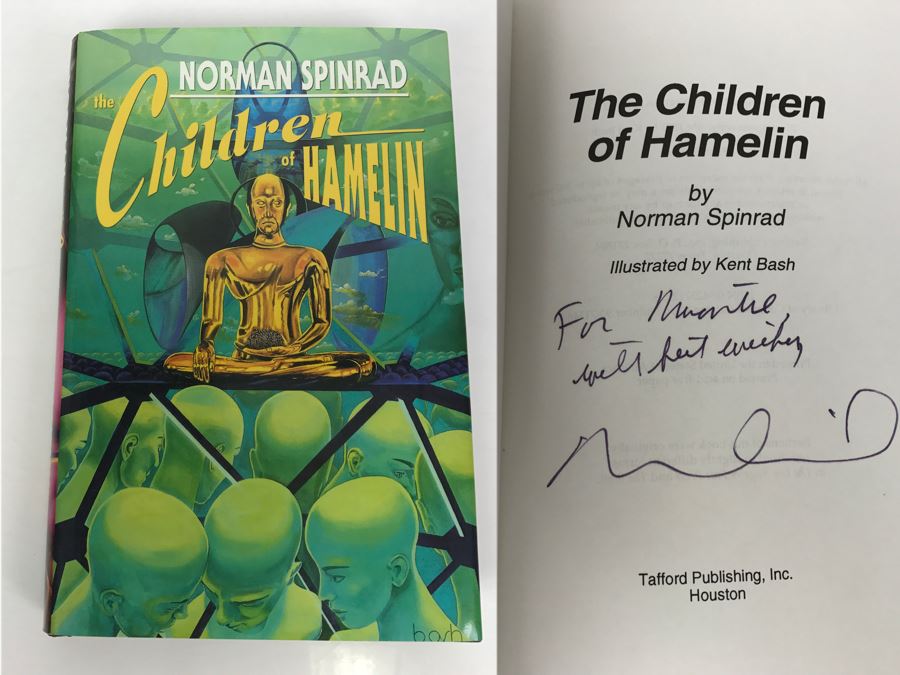 NORMAN SPINRAD
the Children
of HAMELIN
bash
The Children
of Hamelin
by
Norman Spinrad
Illustrated by Kent Bash
For
with best wishes
Tafford Publishing, Inc.
Houston